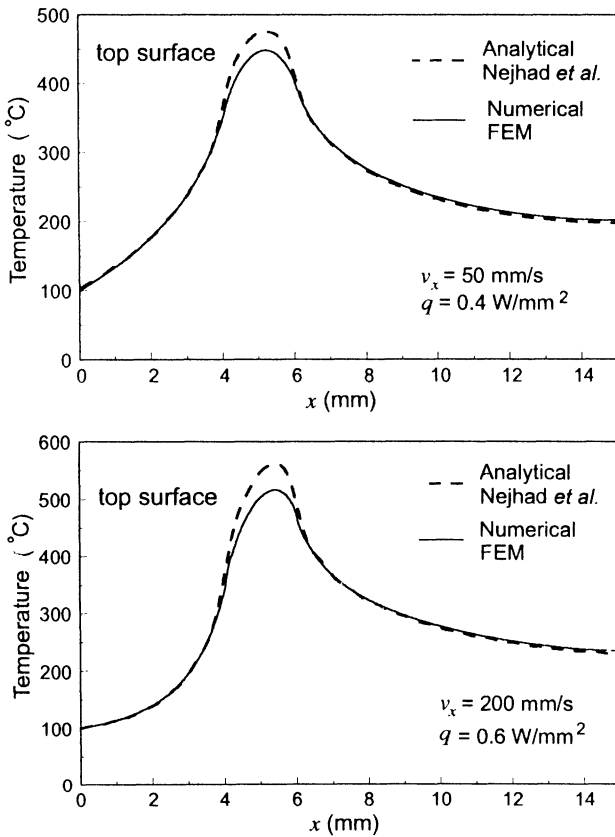 500
400
300
200
100
0
Temperature ( °C)
top surface
Analytical
Nejhad et al.
Numerical
FEM
vx = 50 mm/s
q = 0.4 W/mm2
0 2 4 6 8 10 12 14
x (mm)
600
500
400
300
200
100
0
Temperature ( °C)
top surface
Analytical
Nejhad et al.
Numerical
FEM
vx = 200 mm/s
q = 0.6 W/mm2
0 2 4 6 8 10 12 14
x (mm)